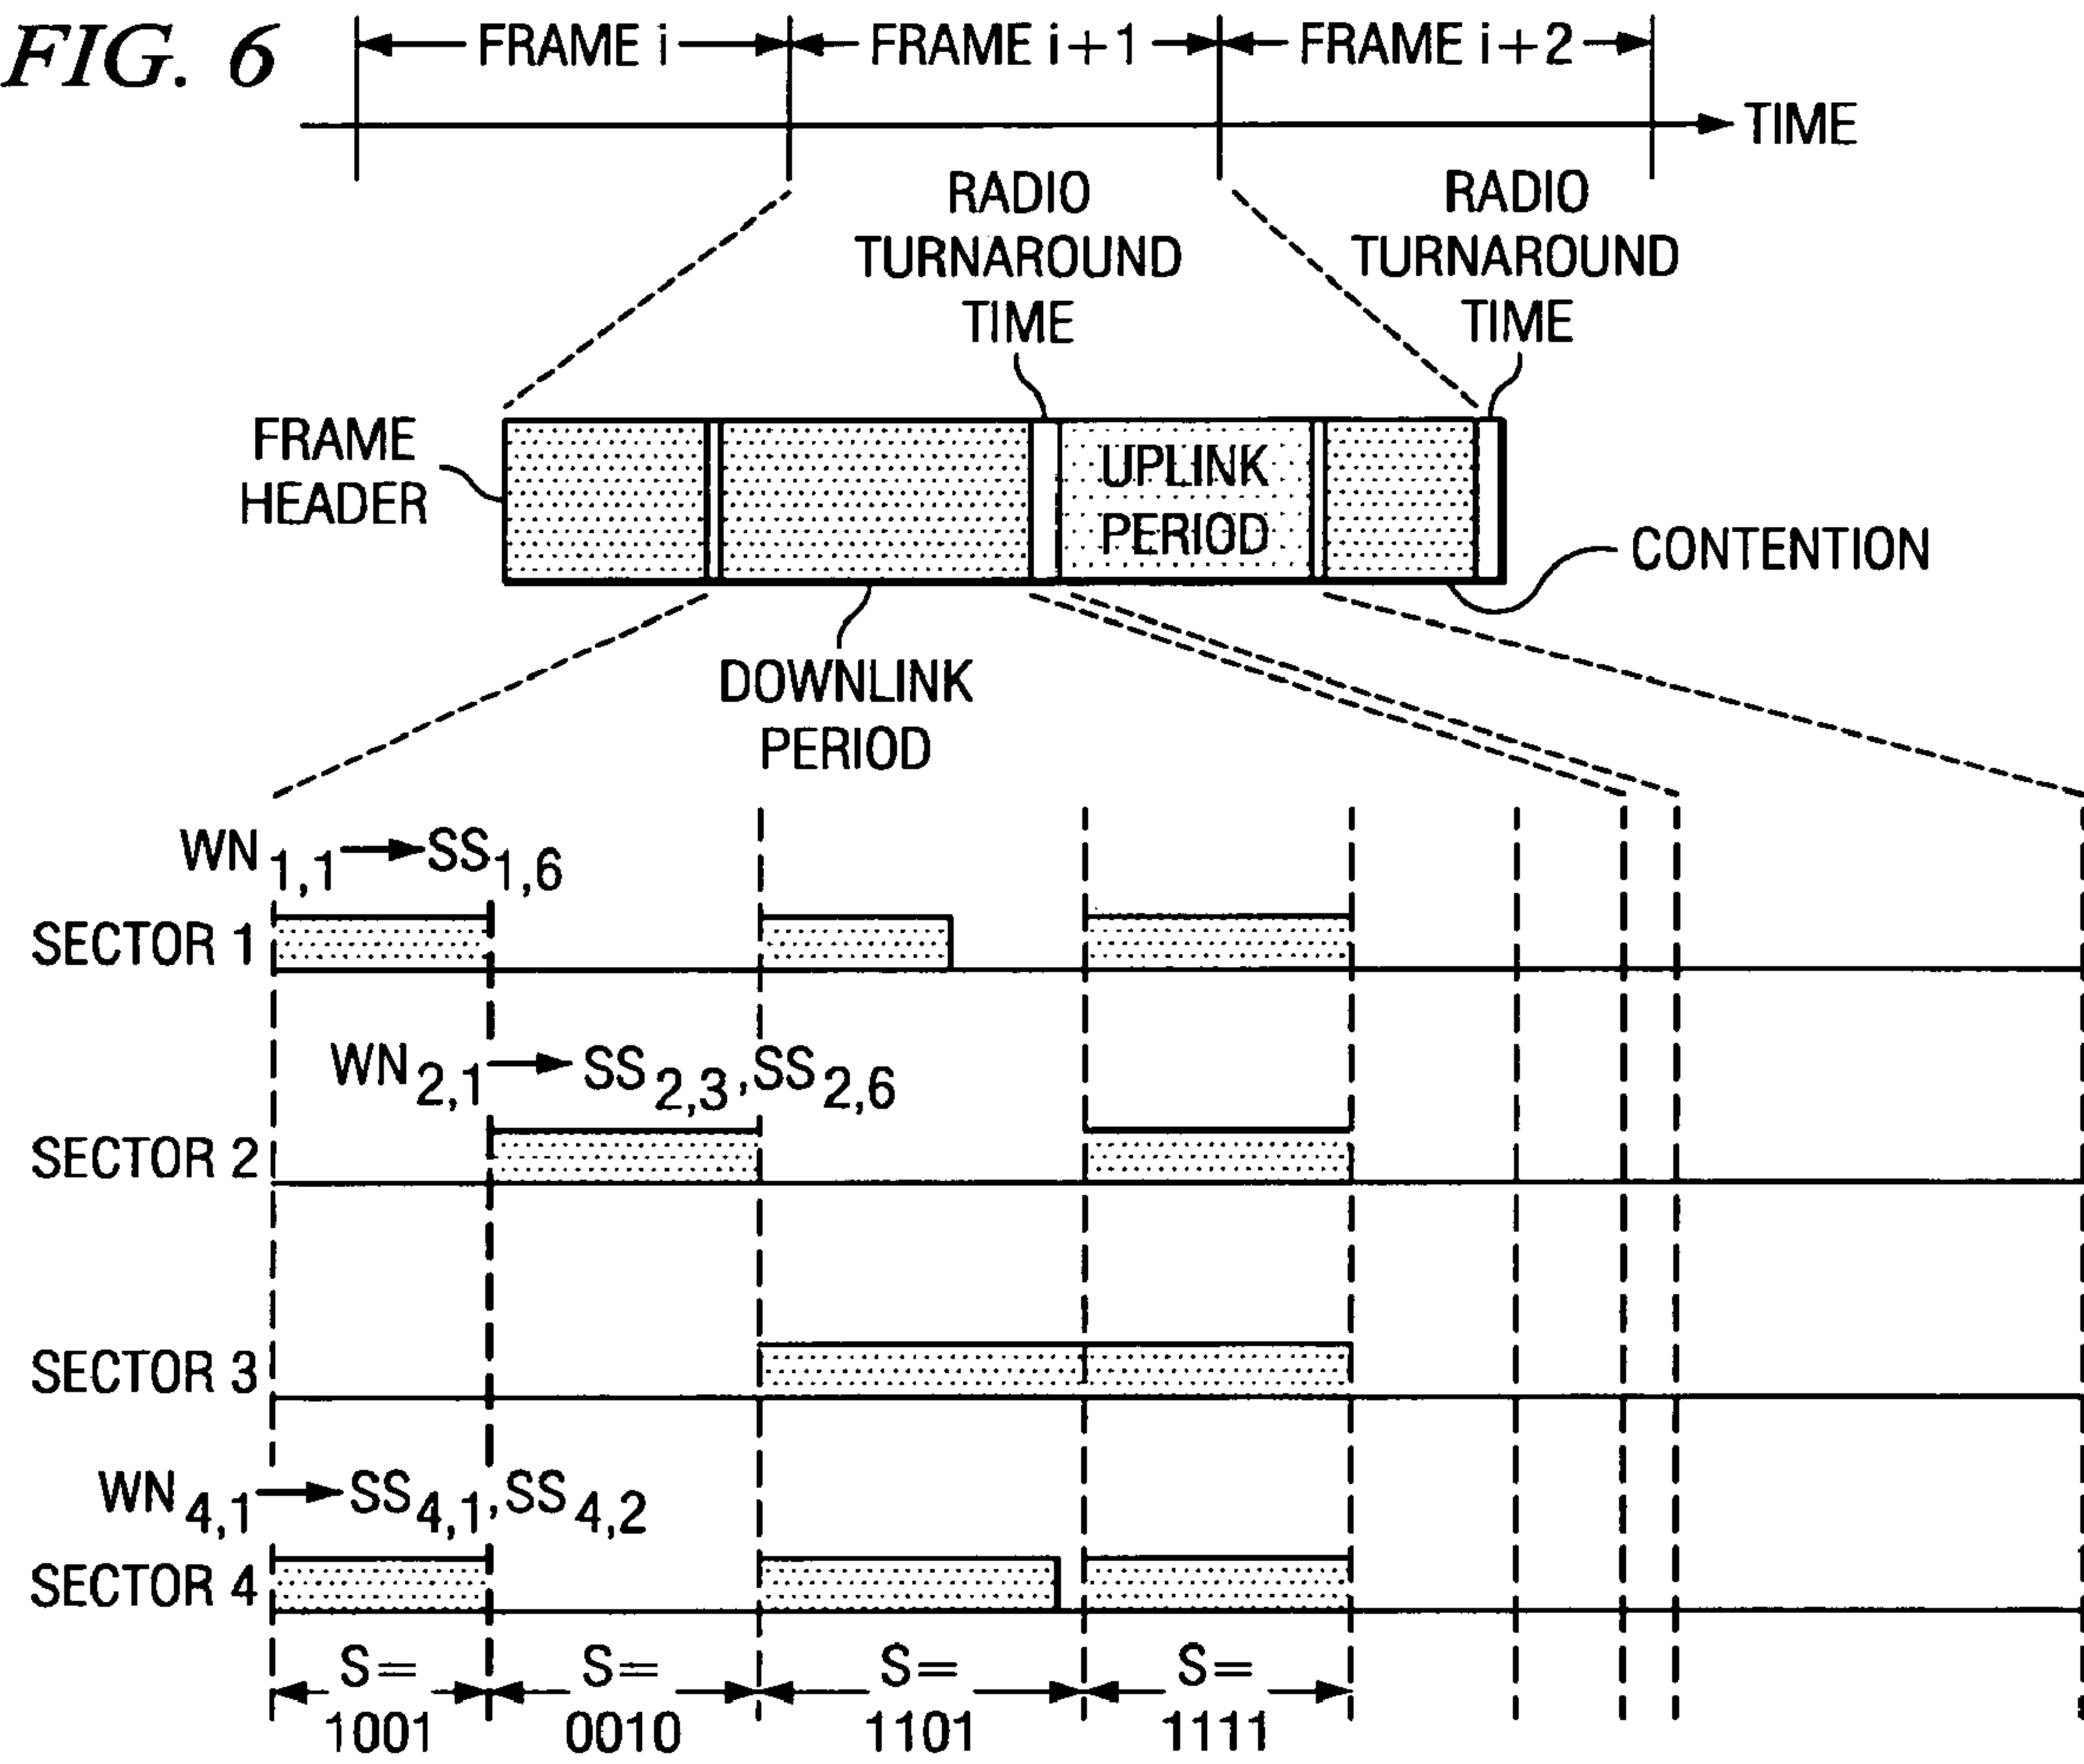 FIG. 6
FRAME i
FRAME i+1
FRAME i+2
TIME
RADIO
TURNAROUND
TIME
RADIO
TURNAROUND
TIME
FRAME
HEADER
UPLINK
PERIOD
CONTENTION
DOWNLINK
PERIOD
WN1,1 → SS1,6
SECTOR 1
WN2,1 → SS2,3,SS2,6
SECTOR 2
SECTOR 3
WN4,1 → SS4,1,SS4,2
SECTOR 4
S=
1001
S=
0010
S=
1101
S=
1111